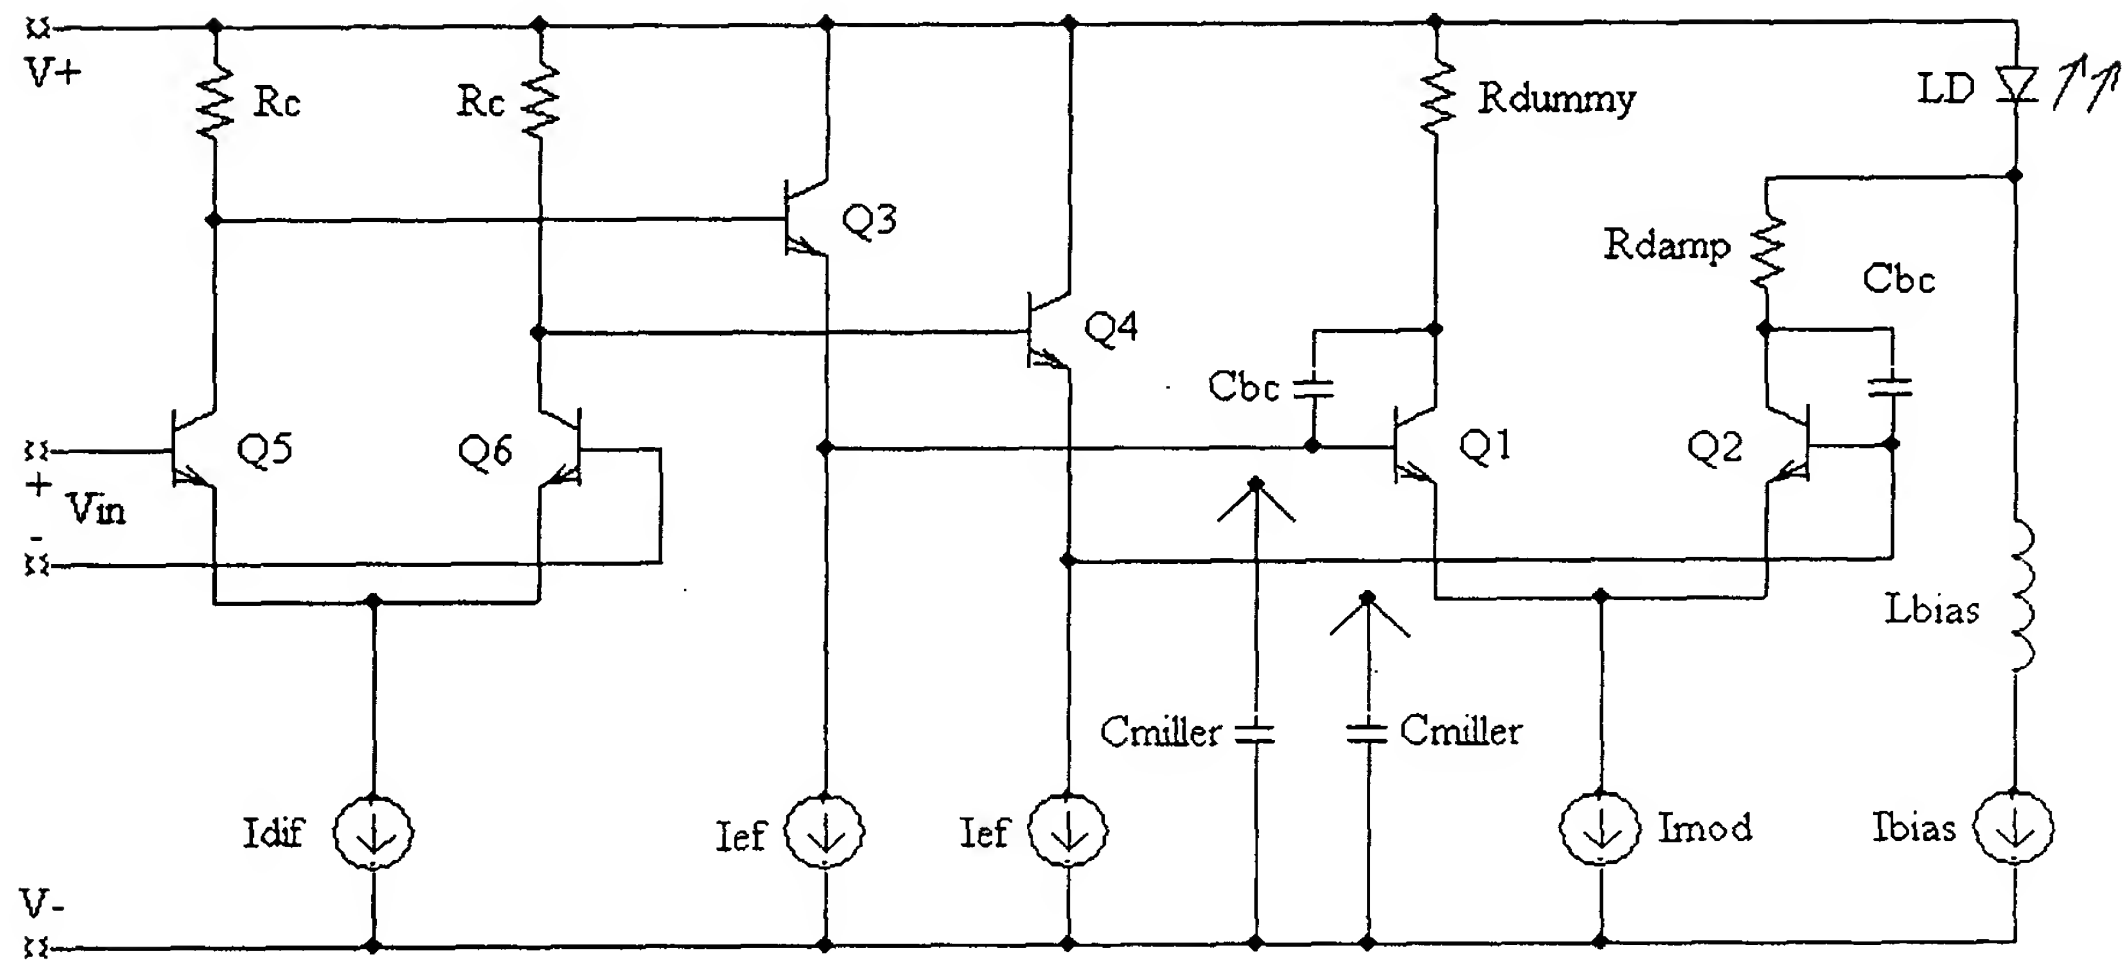 V+
Rc
Rc
Rdummy
LD
Q3
Rdamp
Cbc
Q4
Cbc
Q5
Q6
Q1
Q2
+
Vin
-
Lbias
Cmiller
Cmiller
Idif
Ief
Ief
Imod
Ibias
V-